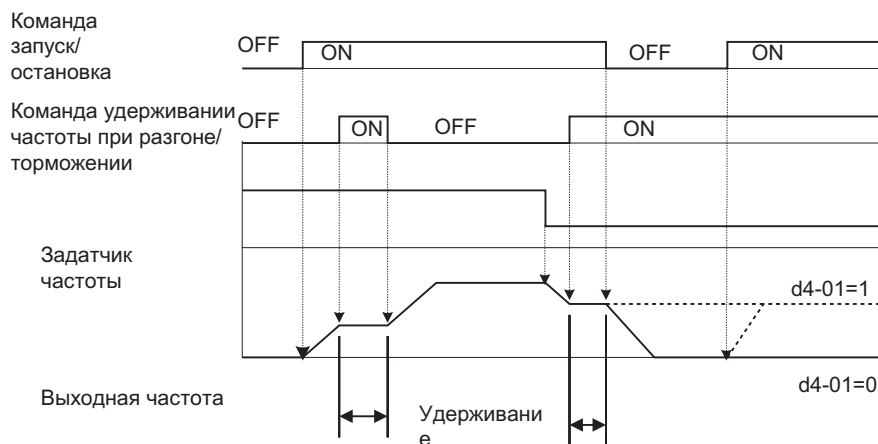 Команда
запуск/
остановка
OFF
ON
OFF
ON
Команда удерживании
частоты при разгоне/
торможении
OFF
ON
OFF
ON
Задатчик
частоты
d4-01=1
Выходная частота
d4-01=0
Удерживани
е